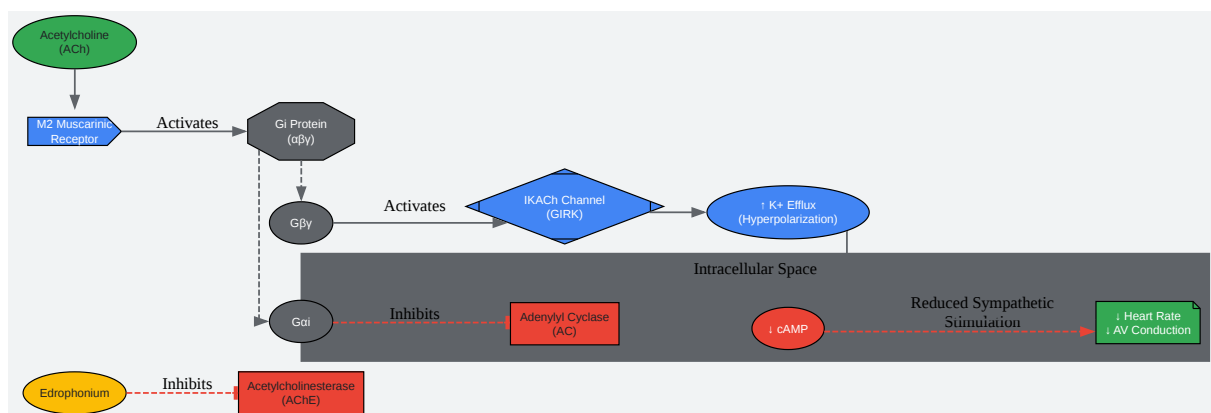 Acetylcholine
(ACh)
M2 Muscarinic
Receptor
Activates
Gi Protein
(αβγ)
Gβγ
Activates
IKACh Channel
(GIRK)
↑ K+ Efflux
(Hyperpolarization)
Intracellular Space
Gαi
Inhibits
Adenylyl Cyclase
(AC)
↓ cAMP
Reduced Sympathetic
Stimulation
↓ Heart Rate
↓ AV Conduction
Edrophonium
Inhibits
Acetylcholinesterase
(AChE)